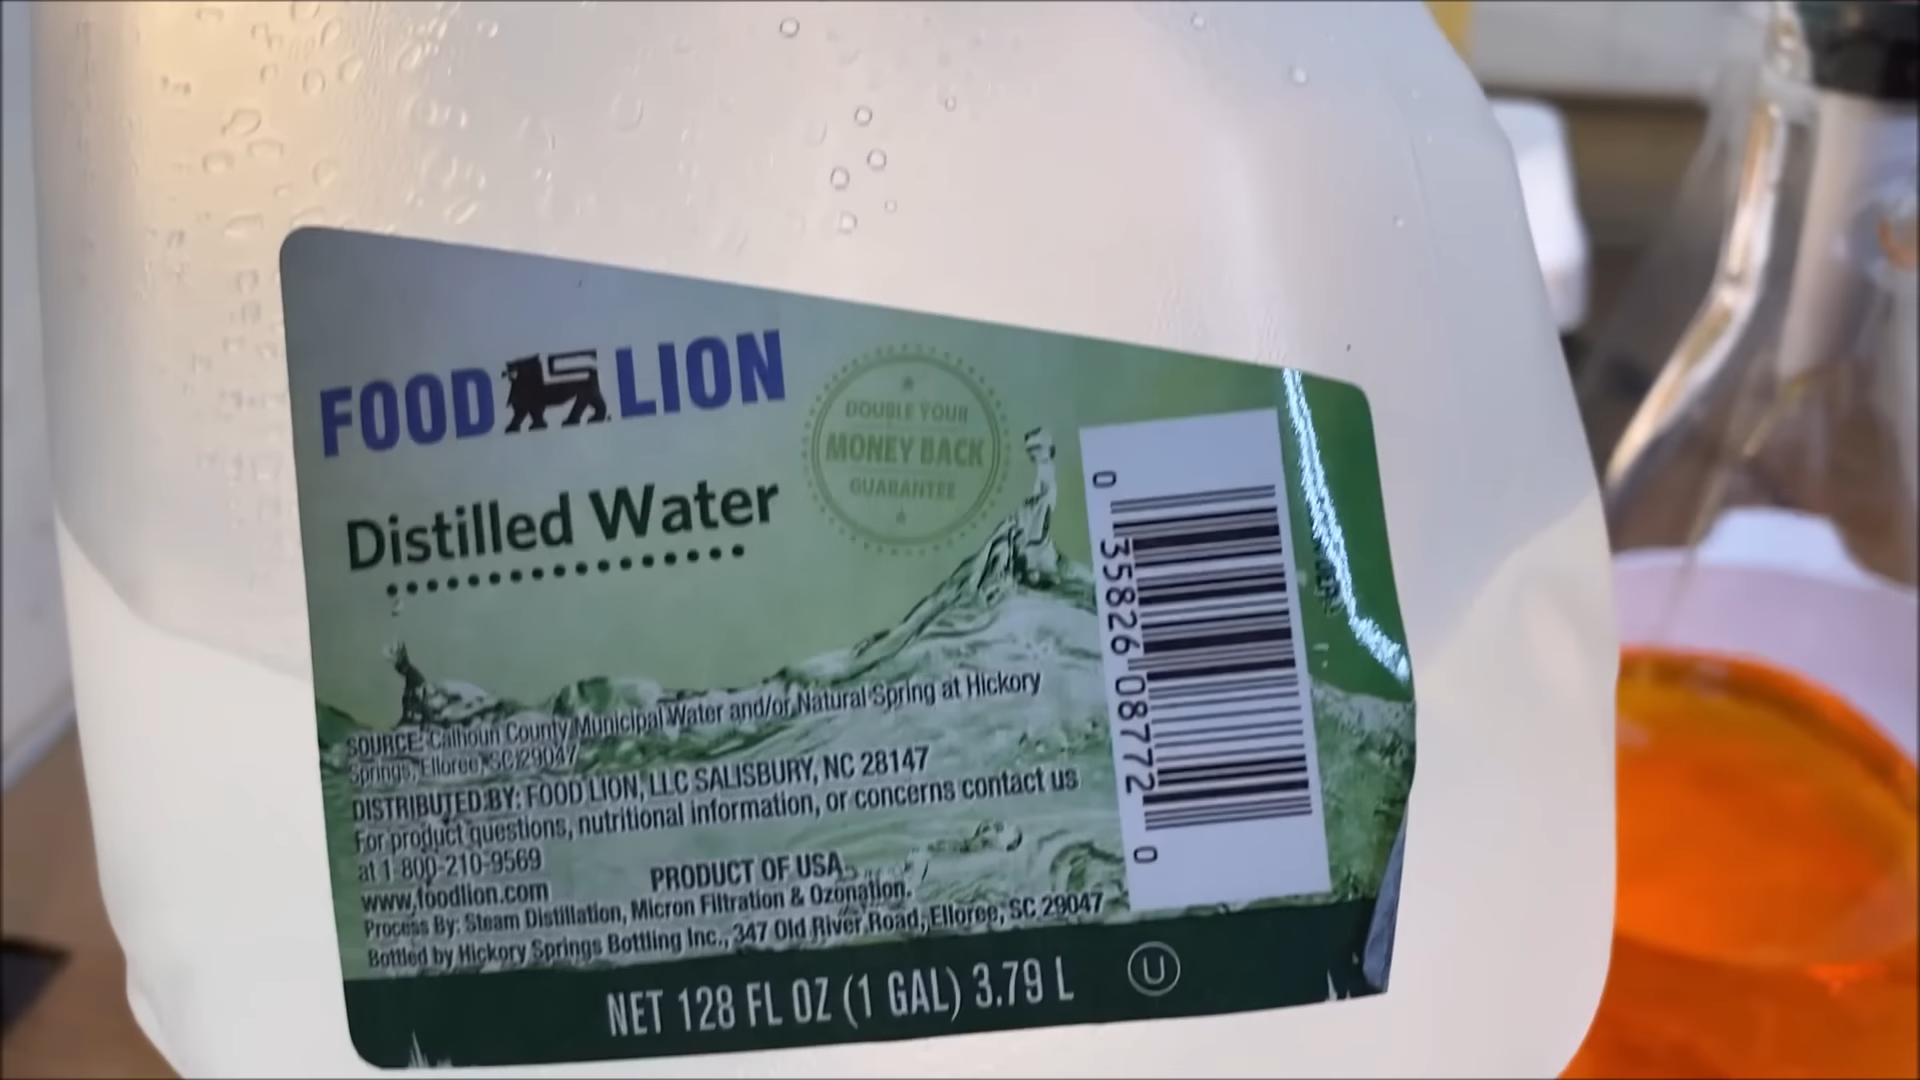 FOOD LION
Distilled Water
DOUBLE YOUR
MONEY BACK
GUARANTEE
SOURCE: Calhoun County Municipal Water and/or Natural Spring at Hickory
Springs, Elloree, SC 29047
DISTRIBUTED BY: FOOD LION, LLC SALISBURY, NC 28147
For product questions, nutritional information, or concerns contact us
at 1-800-210-9569
www.foodlion.com
PRODUCT OF USA
Process By: Steam Distillation, Micron Filtration & Ozonation.
Bottled by Hickory Springs Bottling Inc., 347 Old River Road, Elloree, SC 29047
NET 128 FL OZ (1 GAL) 3.79 L
U
0 35826 08772 0